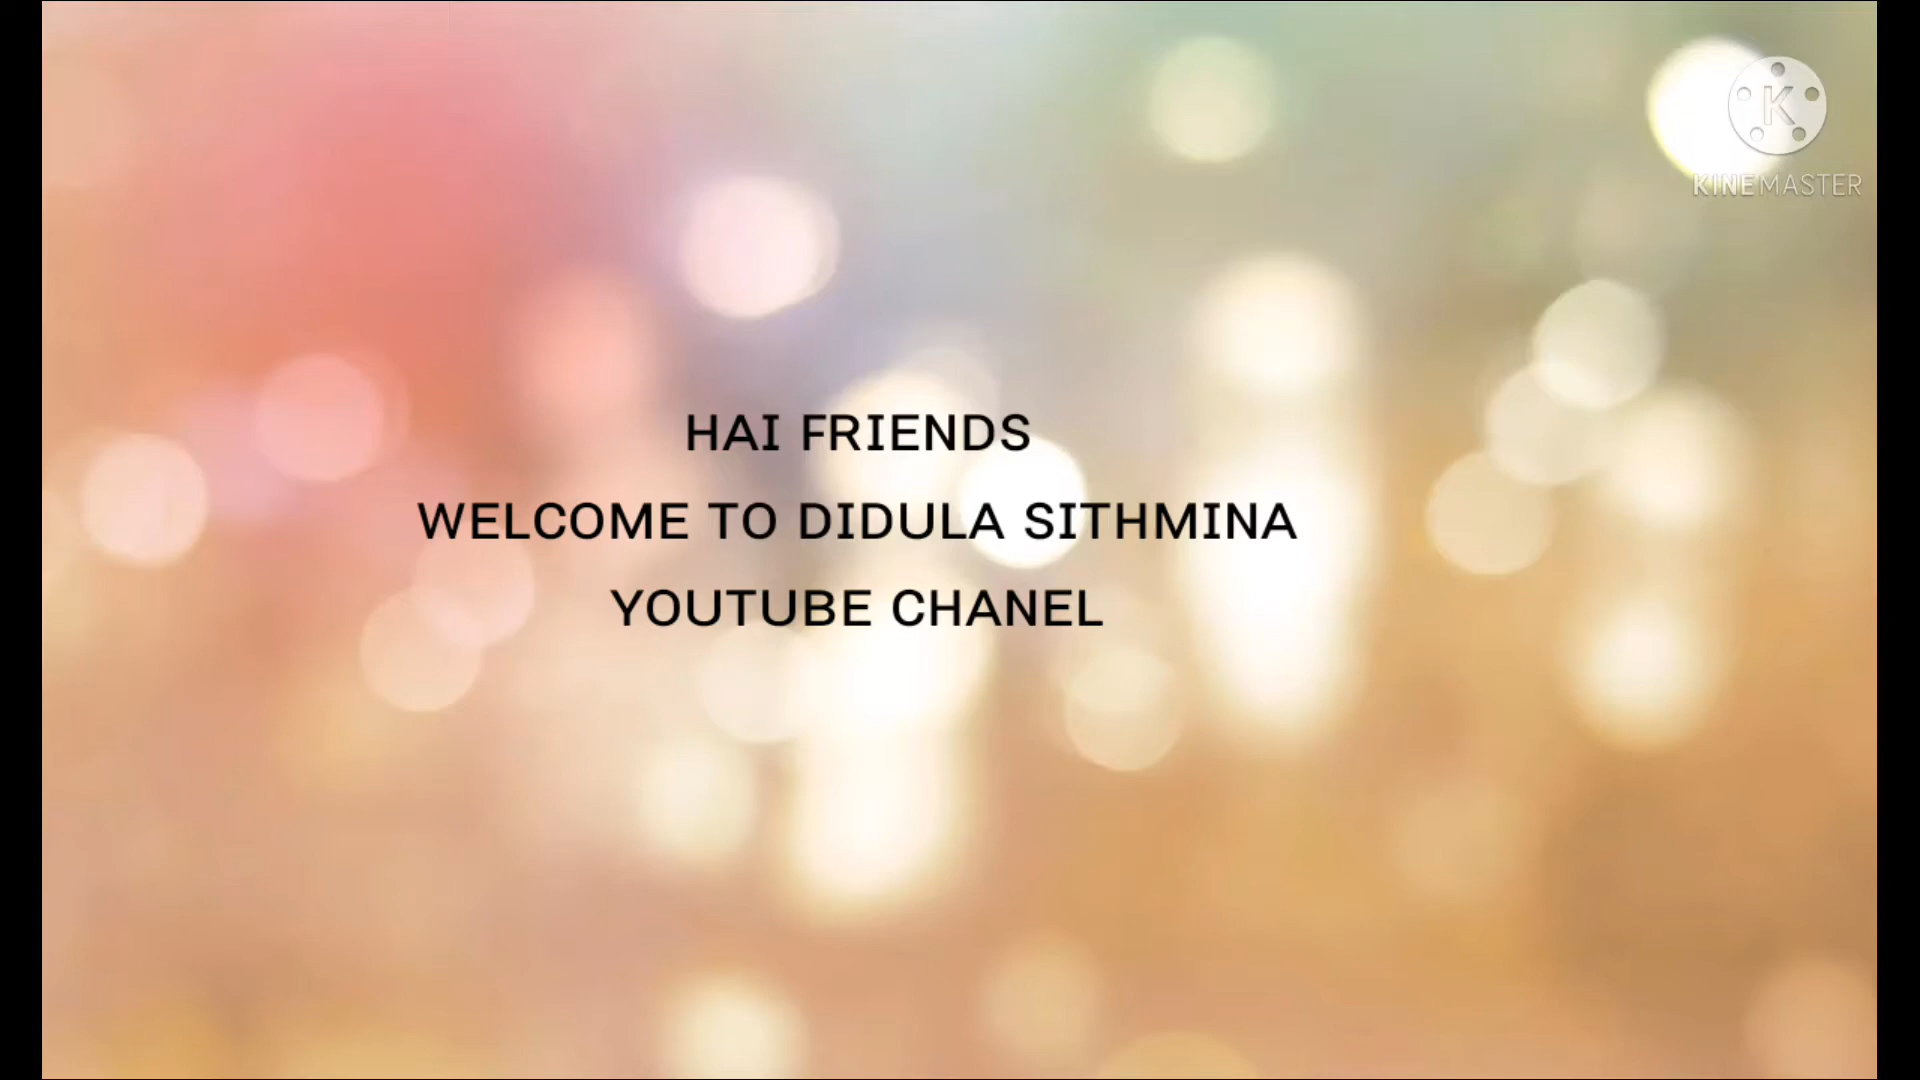 K
KINEMASTER
HAI FRIENDS
WELCOME TO DIDULA SITHMINA
YOUTUBE CHANEL